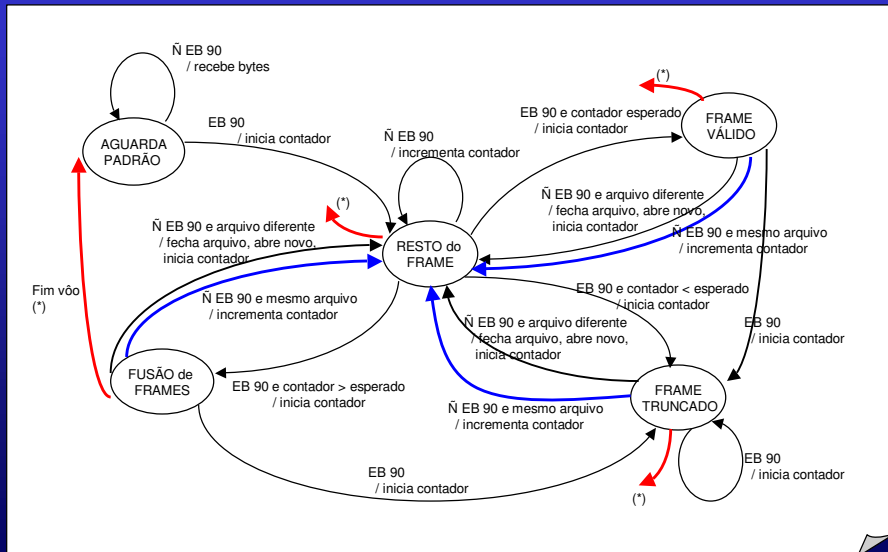 Ñ EB 90
/ recebe bytes
(*)
EB 90
/ inicia contador
EB 90 e contador esperado
/ inicia contador
FRAME
VÁLIDO
AGUARDA
PADRÃO
Ñ EB 90
/ incrementa contador
(*)
Ñ EB 90 e arquivo diferente
/ fecha arquivo, abre novo,
inicia contador
Ñ EB 90 e arquivo diferente
/ fecha arquivo, abre novo,
inicia contador
RESTO do
FRAME
Ñ EB 90 e mesmo arquivo
/ incrementa contador
Fim vôo
(*)
Ñ EB 90 e mesmo arquivo
/ incrementa contador
EB 90 e contador < esperado
/ inicia contador
Ñ EB 90 e arquivo diferente
/ fecha arquivo, abre novo,
inicia contador
EB 90
/ inicia contador
FUSÃO de
FRAMES
EB 90 e contador > esperado
/ inicia contador
FRAME
TRUNCADO
Ñ EB 90 e mesmo arquivo
/ incrementa contador
EB 90
/ inicia contador
EB 90
/ inicia contador
(*)